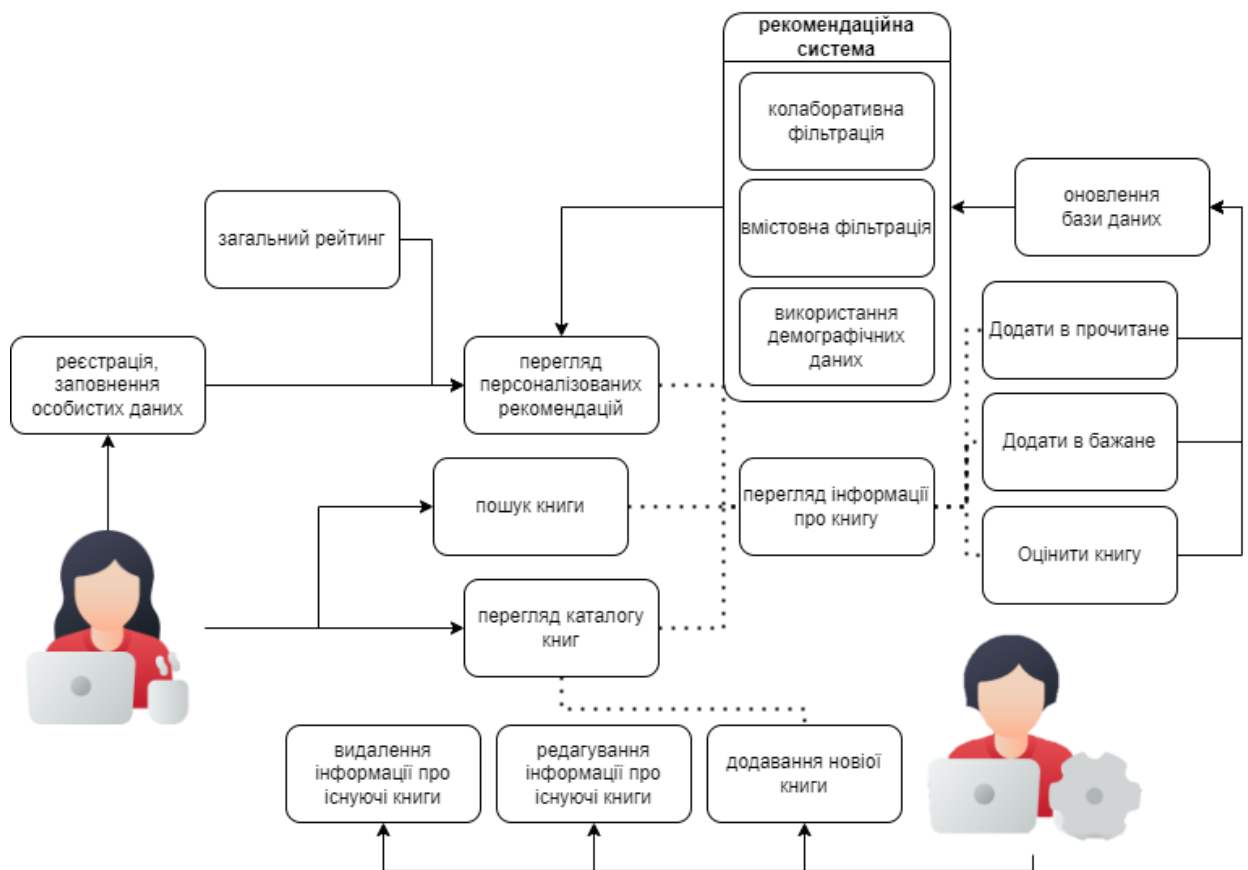 рекомендаційна
система
колаборативна
фільтрація
вмістовна фільтрація
використання
демографічних
даних
оновлення
бази даних
загальний рейтинг
реєстрація,
заповнення
особистих даних
перегляд
персоналізованих
рекомендацій
Додати в прочитане
Додати в бажане
Оцінити книгу
пошук книги
перегляд інформації
про книгу
перегляд каталогу
книг
видалення
інформації про
існуючі книги
редагування
інформації про
існуючі книги
додавання новіої
книги